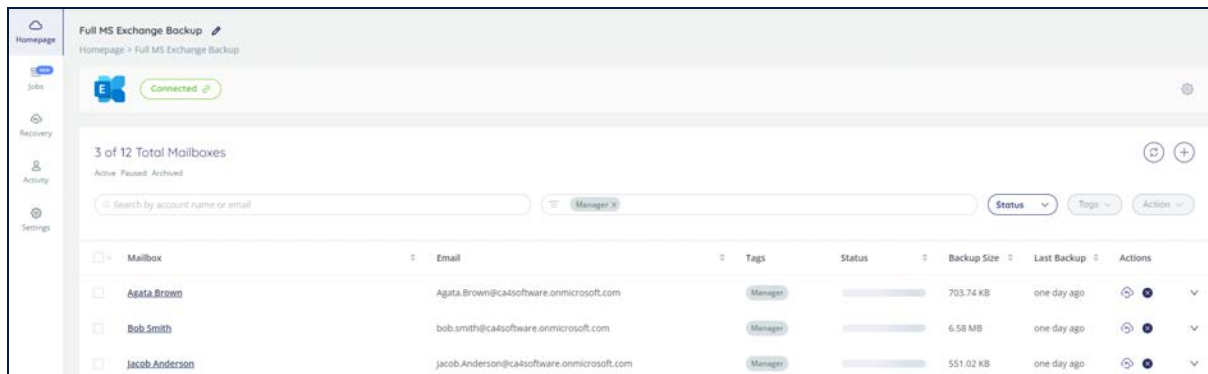 Homepage
Full MS Exchange Backup
Homepage > Full MS Exchange Backup
NEW
Jobs
E
Connected
Recovery
3 of 12 Total Mailboxes
Active Paused Archived
Activity
Search by account name or email
Manager X
Status
Tags
Action
Settings
Mailbox Email Tags Status Backup Size Last Backup Actions
Agata Brown Agata.Brown@ca4software.onmicrosoft.com Manager 703.74 KB one day ago
Bob Smith bob.smith@ca4software.onmicrosoft.com Manager 6.58 MB one day ago
Jacob Anderson Jacob.Anderson@ca4software.onmicrosoft.com Manager 551.02 KB one day ago